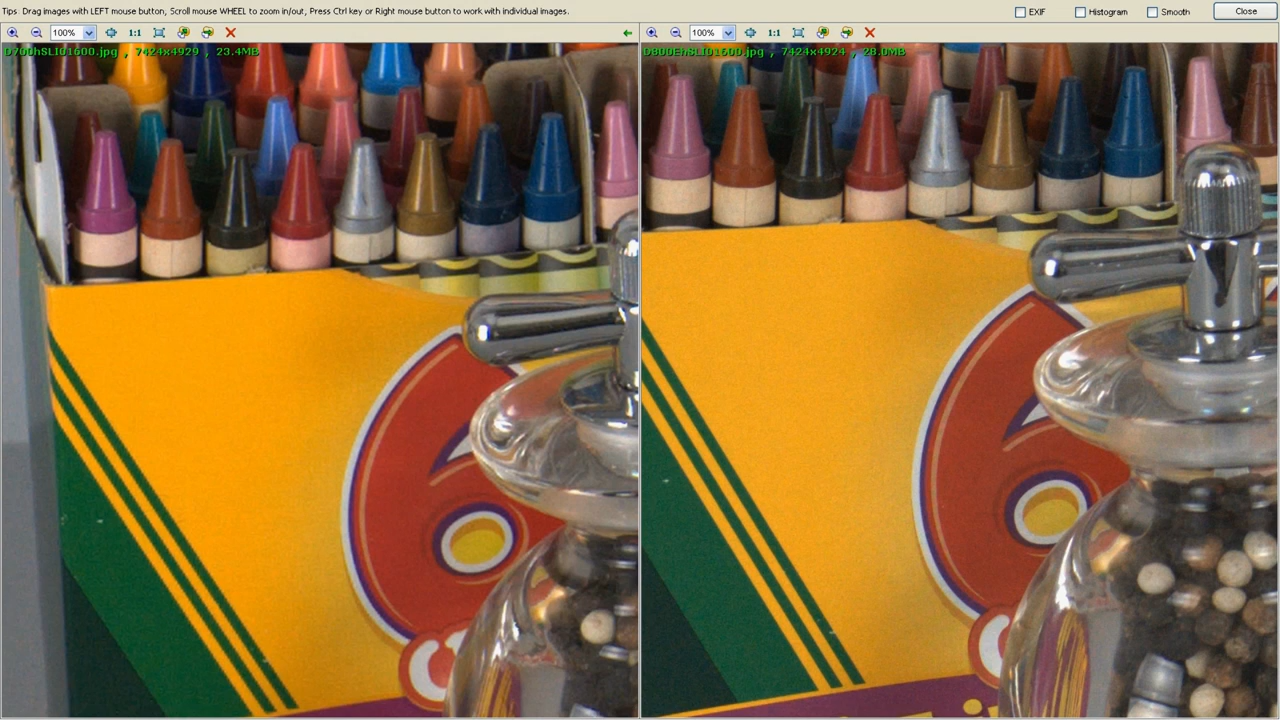 Tips: Drag images with LEFT mouse button, Scroll mouse WHEEL to zoom in/out, Press Ctrl key or Right mouse button to work with individual images.
EXIF
Histogram
Smooth
Close
100%
1:1
100%
1:1
D700hSLI01600.jpg , 7424x4929 , 23.4MB
D800EhSLI01600.jpg , 7424x4924 , 28.0MB
6
6